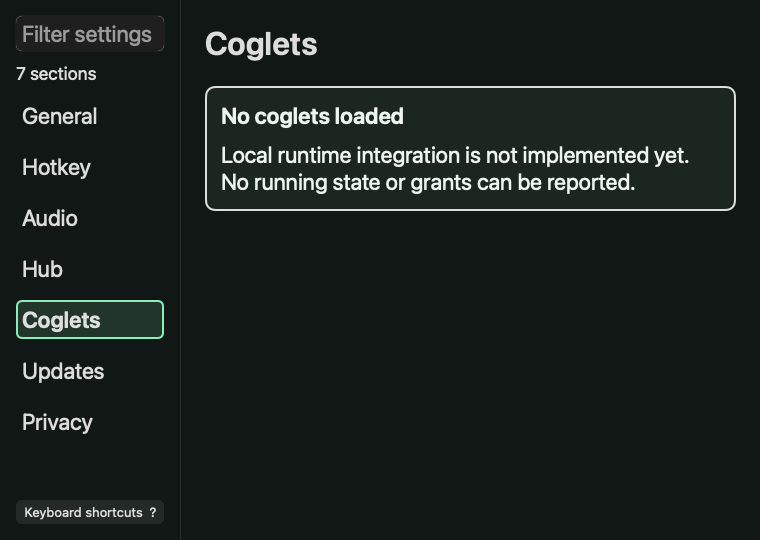 Filter settings
7 sections
General
Hotkey
Audio
Hub
Coglets
Updates
Privacy
Keyboard shortcuts ?
Coglets
No coglets loaded
Local runtime integration is not implemented yet.
No running state or grants can be reported.